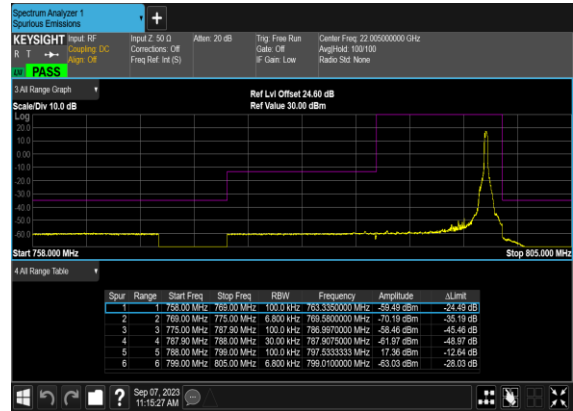 Spectrum Analyzer 1
Spurious Emissions
+
KEYSIGHT Input: RF Input Z: 50 Ω Atten: 20 dB Trig: Free Run Center Freq: 22.005000000 GHz
R T Coupling: DC Corrections: Off Gate: Off Avg|Hold: 100/100
Align: Off Freq Ref: Int (S) IF Gain: Low Radio Std: None
LW PASS
3 All Range Graph
Ref Lvl Offset 24.60 dB
Scale/Div 10.0 dB Ref Value 30.00 dBm
Log
20.0
10.0
0.00
-10.0
-20.0
-30.0
-40.0
-50.0
-60.0
Start 758.000 MHz Stop 805.000 MHz
4 All Range Table
Spur Range Start Freq Stop Freq RBW Frequency Amplitude ΔLimit
1 1 758.00 MHz 769.00 MHz 100.0 kHz 763.3350000 MHz -59.49 dBm -24.49 dB
2 2 769.00 MHz 775.00 MHz 6.800 kHz 769.5800000 MHz -70.19 dBm -35.19 dB
3 3 775.00 MHz 787.90 MHz 100.0 kHz 786.9970000 MHz -58.46 dBm -45.46 dB
4 4 787.90 MHz 788.00 MHz 30.00 kHz 787.9075000 MHz -61.97 dBm -48.97 dB
5 5 788.00 MHz 799.00 MHz 100.0 kHz 797.5333333 MHz 17.36 dBm -12.64 dB
6 6 799.00 MHz 805.00 MHz 6.800 kHz 799.0100000 MHz -63.03 dBm -28.03 dB
?
Sep 07, 2023
11:15:27 AM